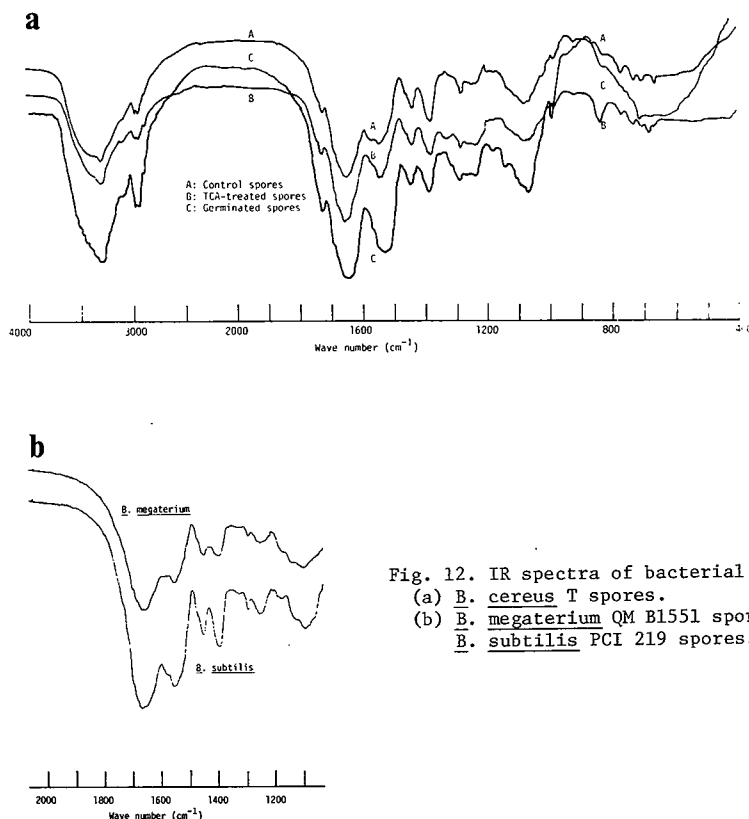 a
A
C
B
A
B
C
A
C
B
A: Control spores
B: TCA-treated spores
C: Germinated spores
4000 3000 2000 1600 1200 800
Wave number (cm⁻¹)
b
B. megaterium
B. subtilis
2000 1800 1600 1400 1200
Wave number (cm⁻¹)
Fig. 12. IR spectra of bacterial
(a) B. cereus T spores.
(b) B. megaterium QM B1551 spor
B. subtilis PCI 219 spores.